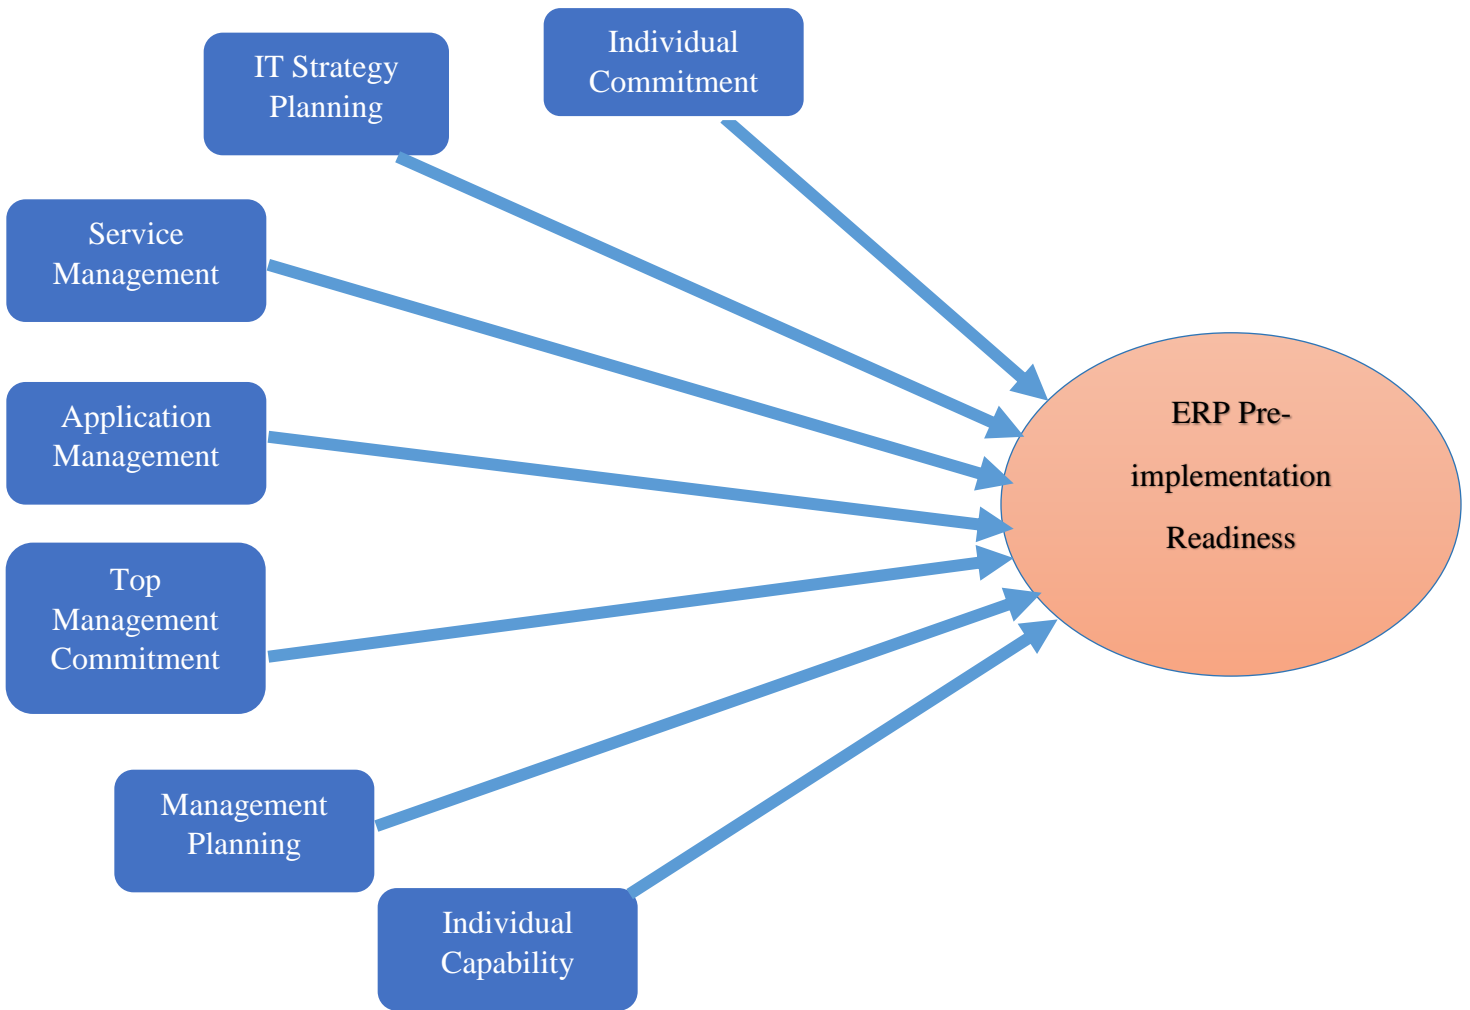 Individual
Commitment
IT Strategy
Planning
Service
Management
Application
Management
Top
Management
Commitment
Management
Planning
Individual
Capability
ERP Pre-
implementation
Readiness